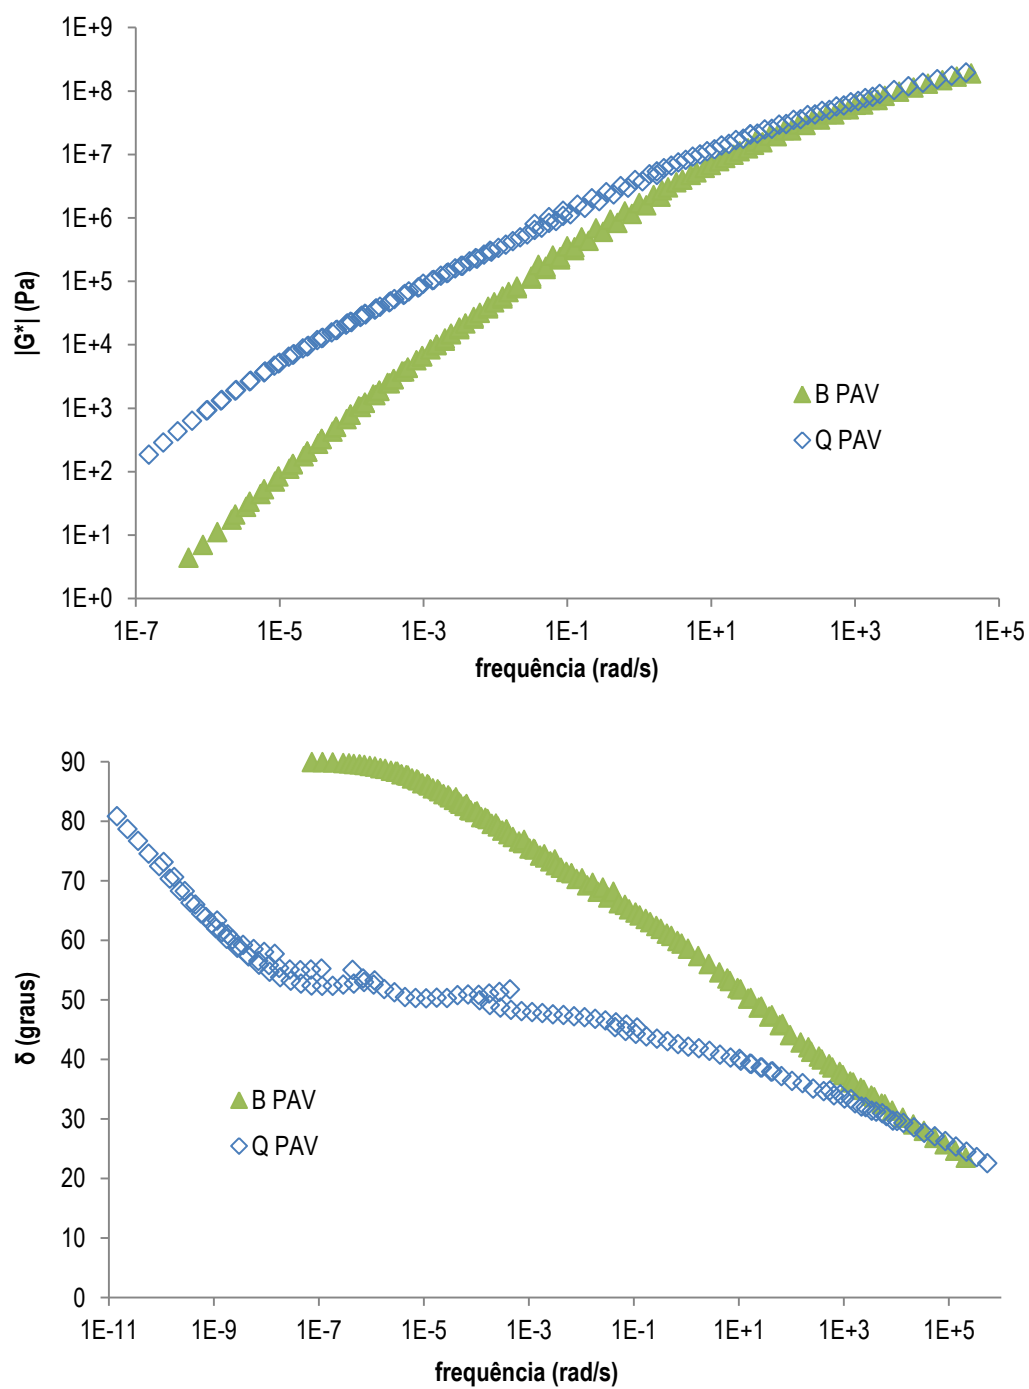 1E+9
1E+8
1E+7
1E+6
1E+5
1E+4
1E+3
1E+2
1E+1
1E+0
|G*| (Pa)
B PAV
Q PAV
1E-7 1E-5 1E-3 1E-1 1E+1 1E+3 1E+5
frequência (rad/s)
90
80
70
60
50
40
30
20
10
0
δ (graus)
B PAV
Q PAV
1E-11 1E-9 1E-7 1E-5 1E-3 1E-1 1E+1 1E+3 1E+5
frequência (rad/s)